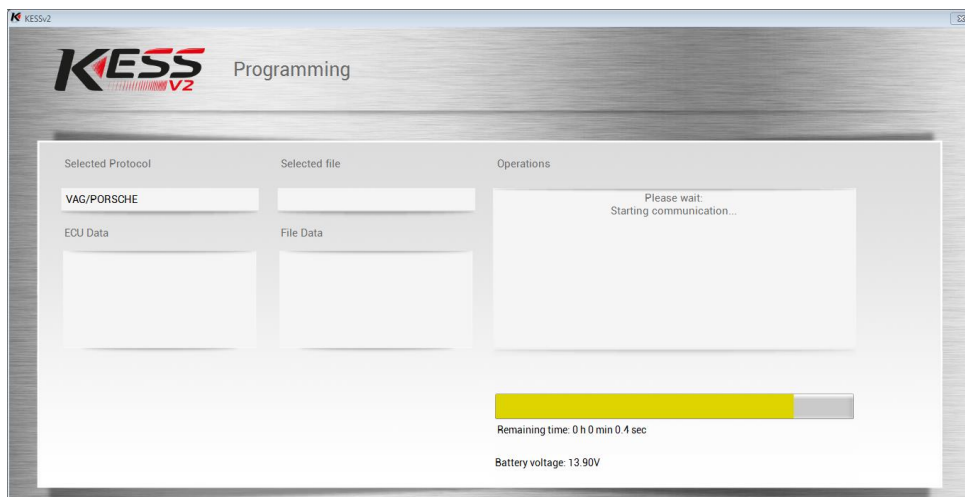 KESSv2
KESS V2
Programming
Selected Protocol
Selected file
Operations
VAG/PORSCHE
Please wait:
Starting communication...
ECU Data
File Data
Remaining time: 0 h 0 min 0.4 sec
Battery voltage: 13.90V